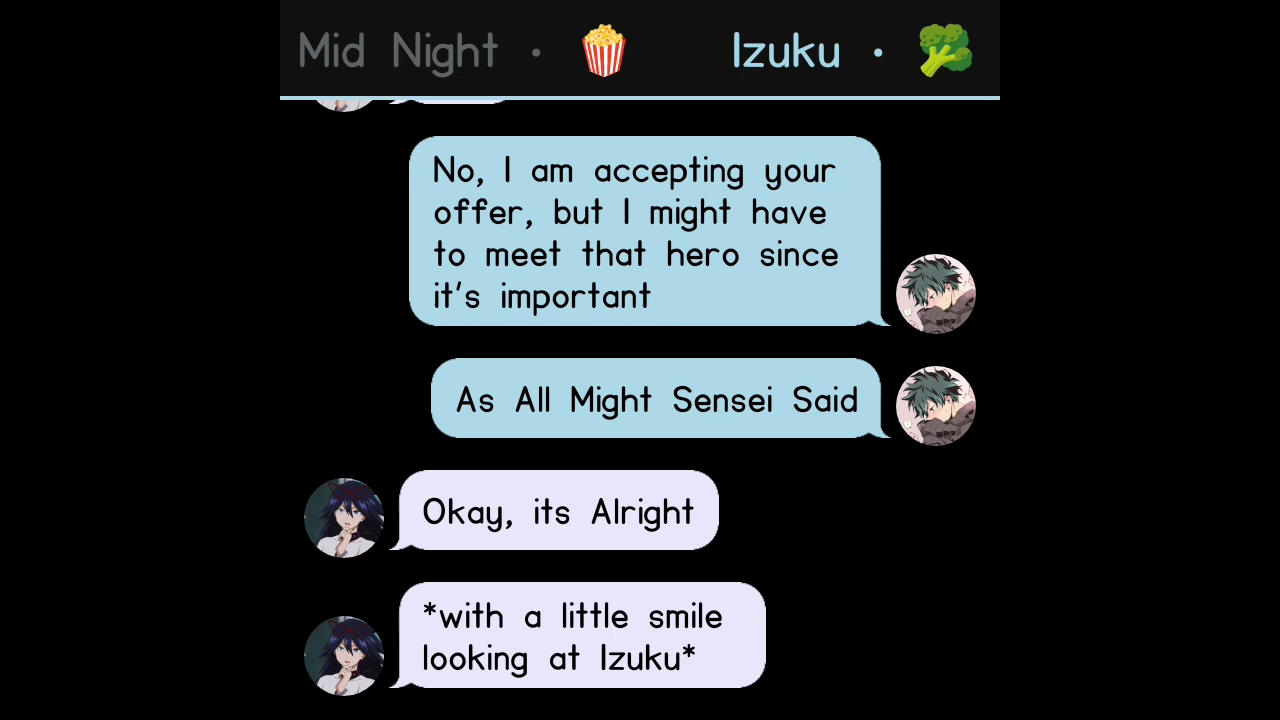 Mid Night • Izuku •
No, I am accepting your
offer, but I might have
to meet that hero since
it's important
As All Might Sensei Said
Okay, its Alright
*with a little smile
looking at Izuku*